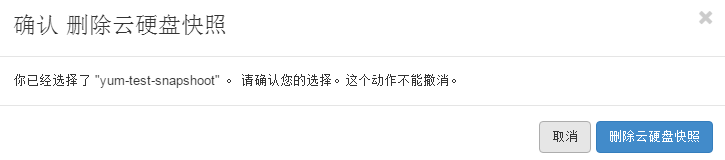 确认 删除云硬盘快照
×
你已经选择了 "yum-test-snapshoot" 。 请确认您的选择。这个动作不能撤消。
取消 删除云硬盘快照